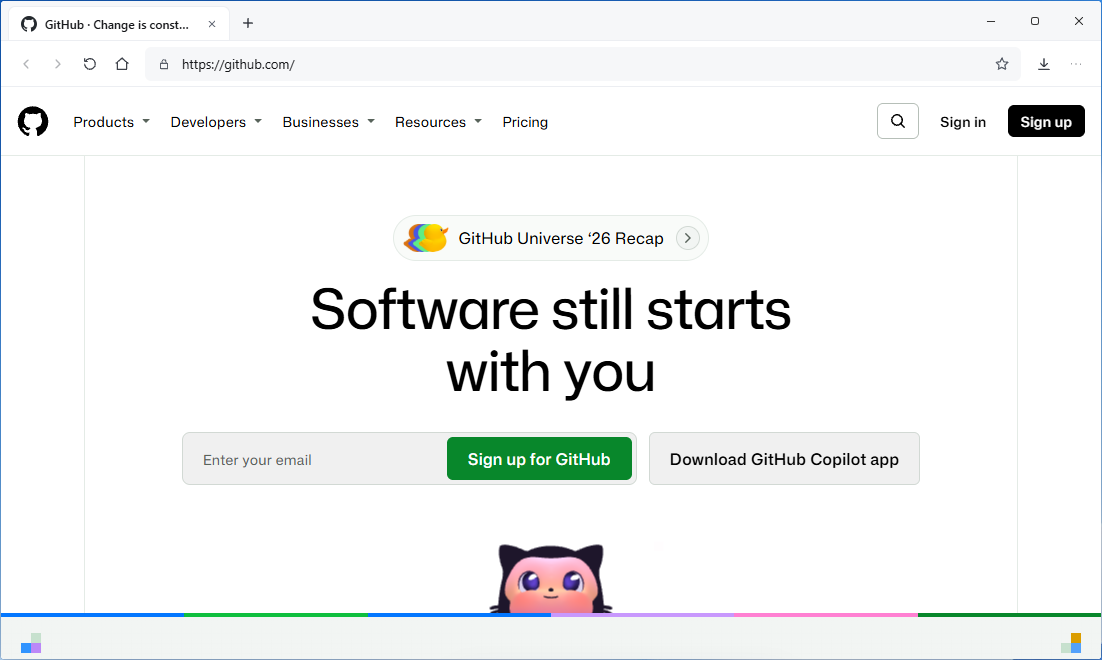 GitHub · Change is const...
https://github.com/
Products Developers Businesses Resources Pricing Sign in Sign up
GitHub Universe ‘26 Recap
Software still starts
with you
Enter your email Sign up for GitHub Download GitHub Copilot app